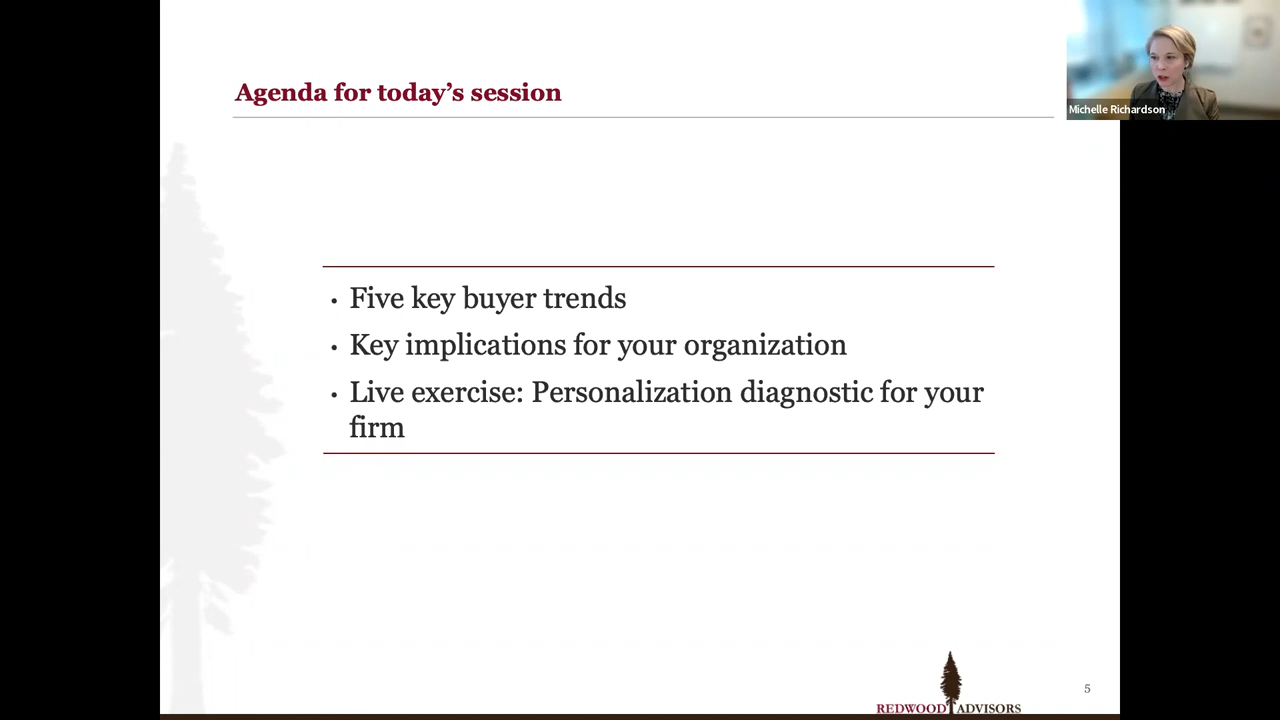 Agenda for today’s session
Michelle Richardson
• Five key buyer trends
• Key implications for your organization
• Live exercise: Personalization diagnostic for your
firm
REDWOOD ADVISORS
5